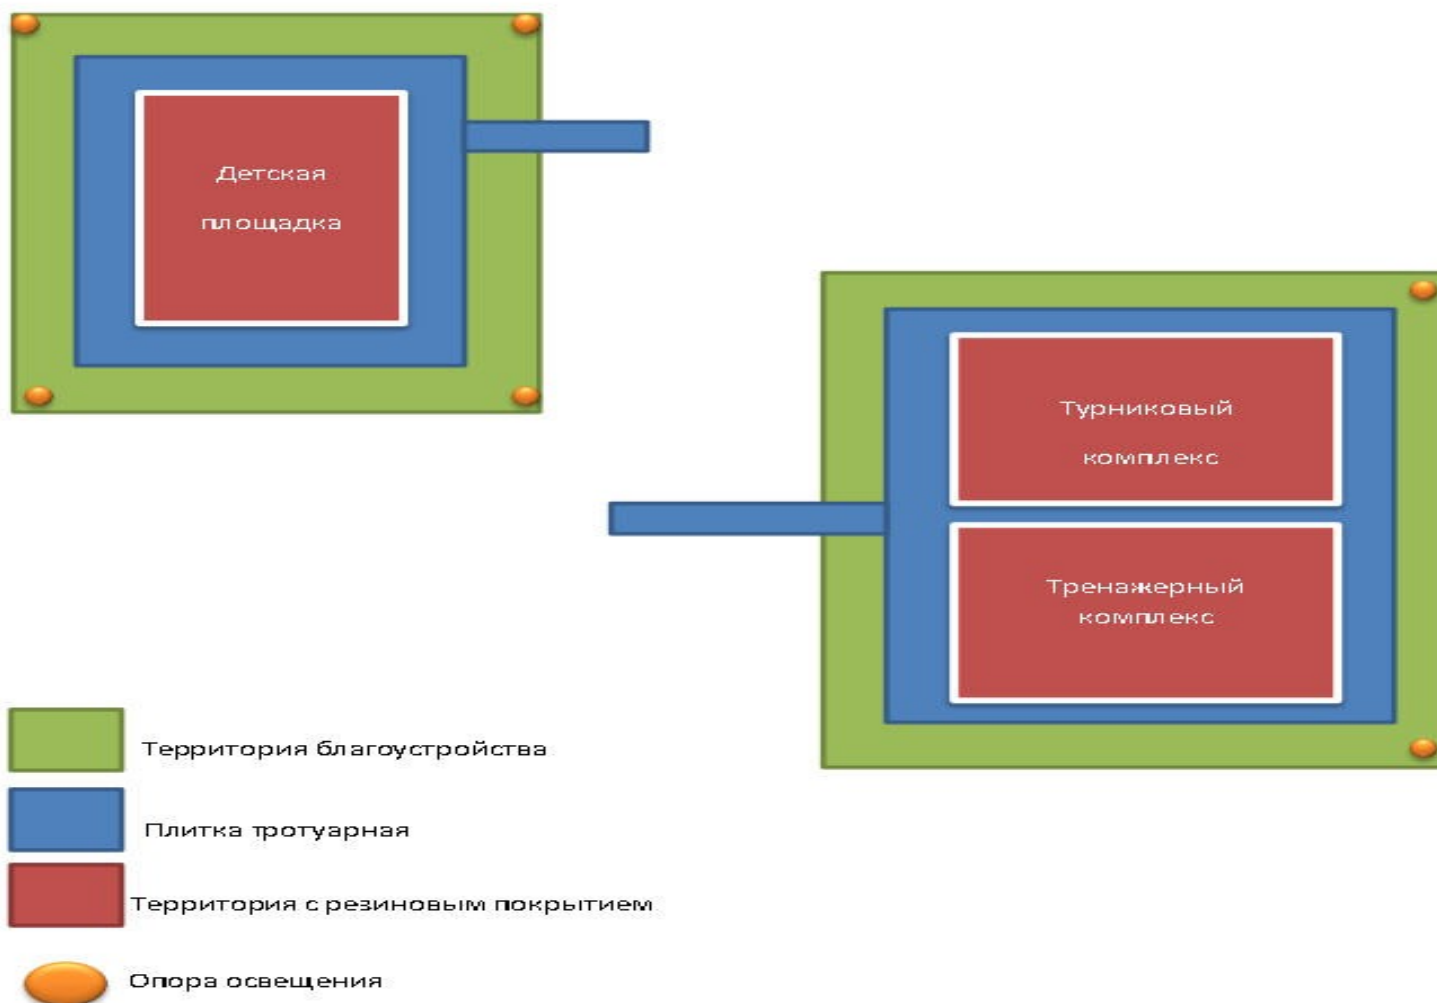 Детская
площадка
Турниковый
комплекс
Тренажерный
комплекс
Территория благоустройства
Плитка тротуарная
Территория с резиновым покрытием
Опора освещения